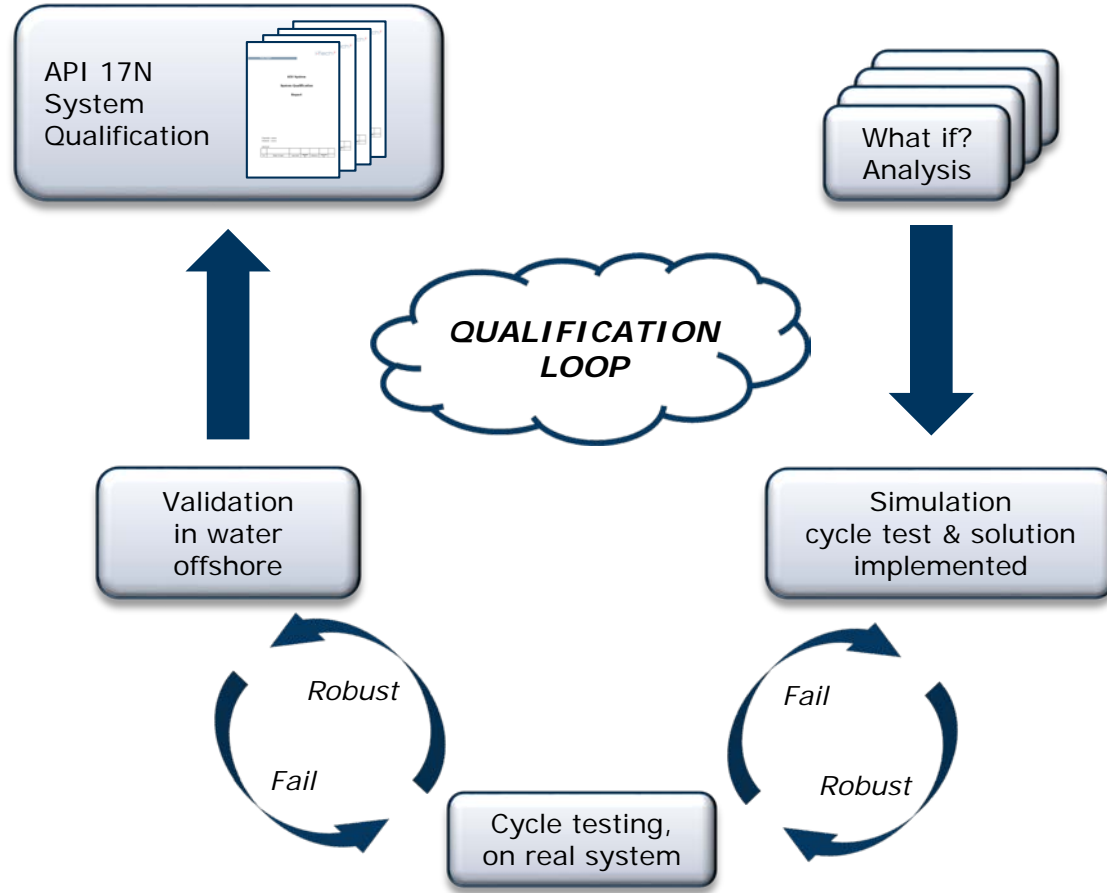 API 17N
System
Qualification
What if?
Analysis
QUALIFICATION
LOOP
Validation
in water
offshore
Simulation
cycle test & solution
implemented
Robust
Fail
Fail
Robust
Cycle testing,
on real system